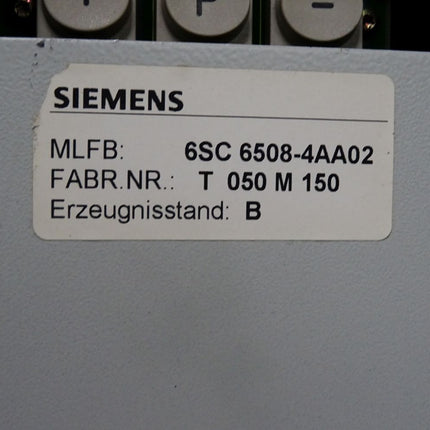 P –
SIEMENS
MLFB: 6SC 6508-4AA02
FABR.NR.: T 050 M 150
Erzeugnisstand: B